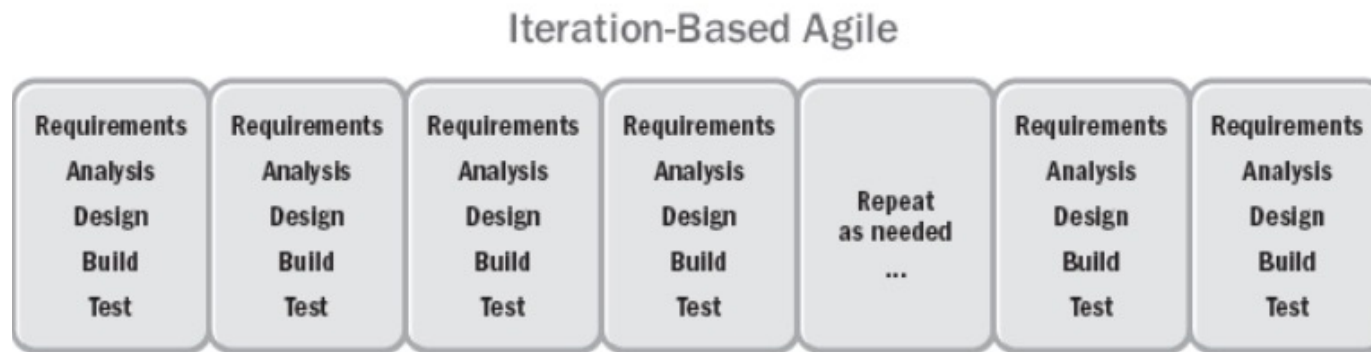 Iteration-Based Agile
Requirements
Analysis
Design
Build
Test
Requirements
Analysis
Design
Build
Test
Requirements
Analysis
Design
Build
Test
Requirements
Analysis
Design
Build
Test
Repeat
as needed
...
Requirements
Analysis
Design
Build
Test
Requirements
Analysis
Design
Build
Test